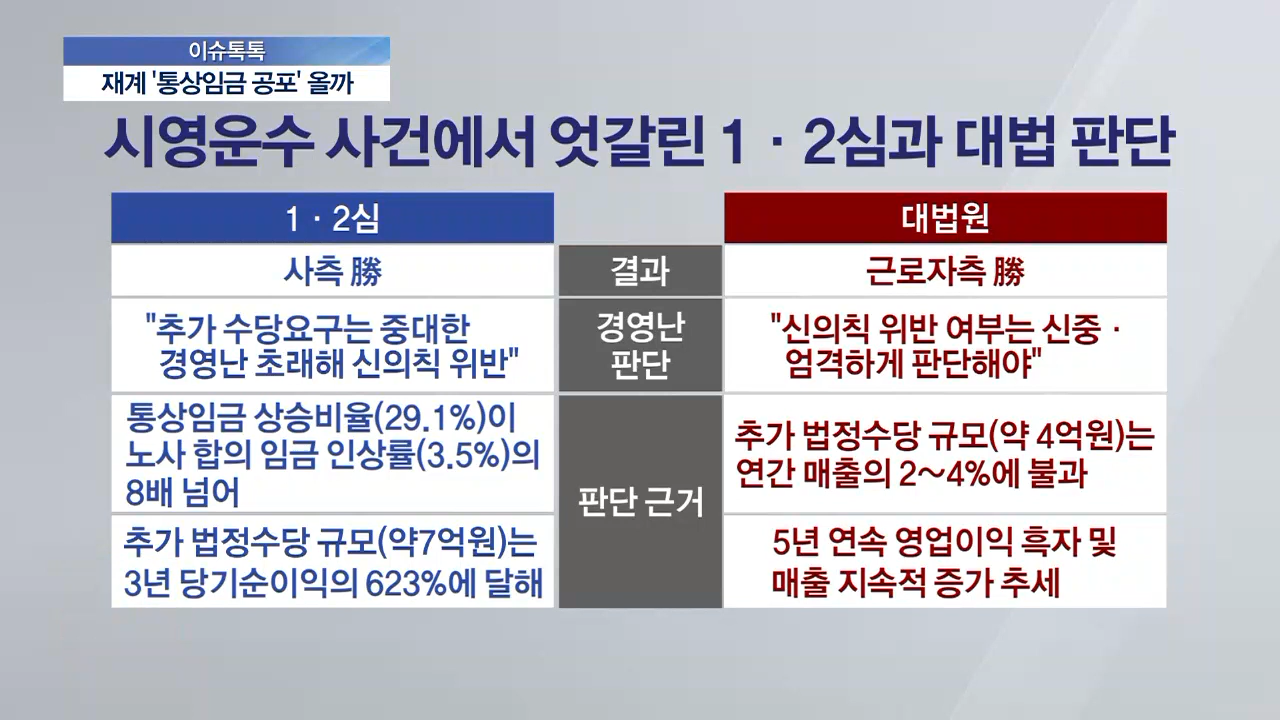 이슈톡톡
재계 '통상임금 공포' 올까
시영운수 사건에서 엇갈린 1·2심과 대법 판단
1·2심
대법원
사측 勝
결과
근로자측 勝
"추가 수당요구는 중대한
경영난 초래해 신의칙 위반"
경영난
판단
"신의칙 위반 여부는 신중·
엄격하게 판단해야"
통상임금 상승비율(29.1%)이
노사 합의 임금 인상률(3.5%)의
8배 넘어
판단 근거
추가 법정수당 규모(약 4억원)는
연간 매출의 2~4%에 불과
추가 법정수당 규모(약7억원)는
3년 당기순이익의 623%에 달해
5년 연속 영업이익 흑자 및
매출 지속적 증가 추세